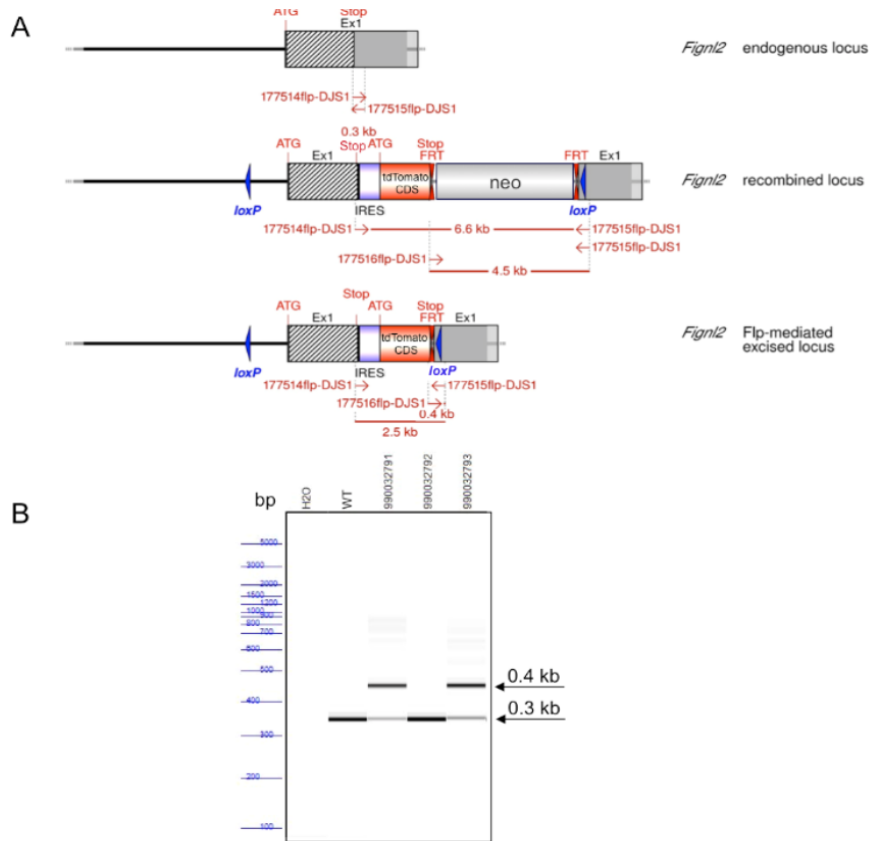 A
ATG Stop
Ex1
Fignl2 endogenous locus
177514flp-DJS1
177515flp-DJS1
0.3 kb
ATG Stop ATG Stop
Ex1 FRT FRT Ex1
tdTomato
CDS
neo
Fignl2 recombined locus
loxP IRES loxP
177514flp-DJS1 6.6 kb 177515flp-DJS1
177515flp-DJS1
177516flp-DJS1
4.5 kb
Stop Stop
ATG Ex1 ATG FRT Ex1
tdTomato
CDS
Fignl2 Flp-mediated
excised locus
loxP IRES loxP
177514flp-DJS1 177515flp-DJS1
177516flp-DJS1
0.4 kb
2.5 kb
B
bp
H2O
WT
990032791
990032792
990032793
5000
3000
2000
1500
1200
1000
900
800
700
600
500
400
300
200
100
0.4 kb
0.3 kb